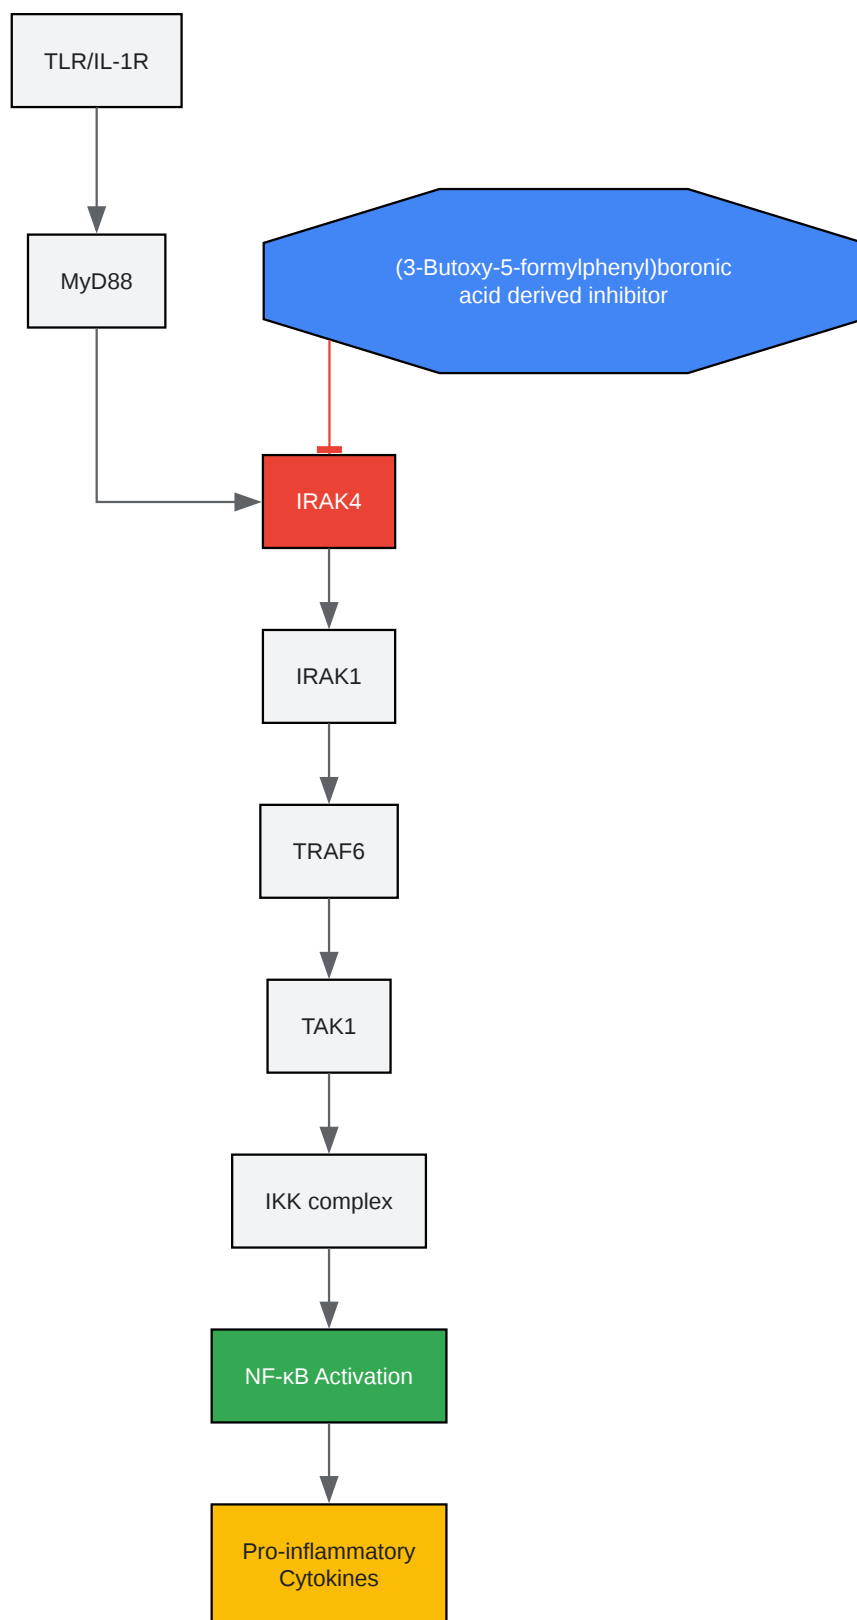 TLR/IL-1R
MyD88
(3-Butoxy-5-formylphenyl)boronic
acid derived inhibitor
IRAK4
IRAK1
TRAF6
TAK1
IKK complex
NF-κB Activation
Pro-inflammatory
Cytokines